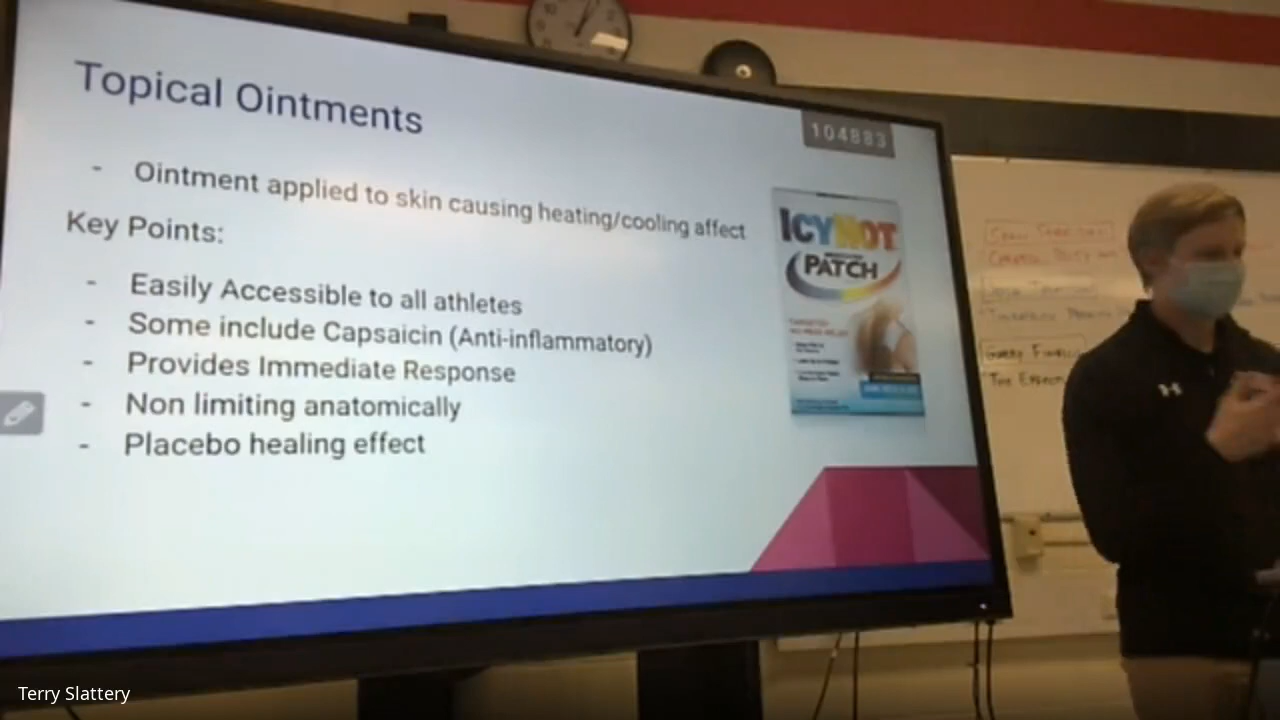 Topical Ointments
104883
- Ointment applied to skin causing heating/cooling affect
Key Points:
- Easily Accessible to all athletes
- Some include Capsaicin (Anti-inflammatory)
- Provides Immediate Response
- Non limiting anatomically
- Placebo healing effect
ICY HOT
PATCH
Terry Slattery